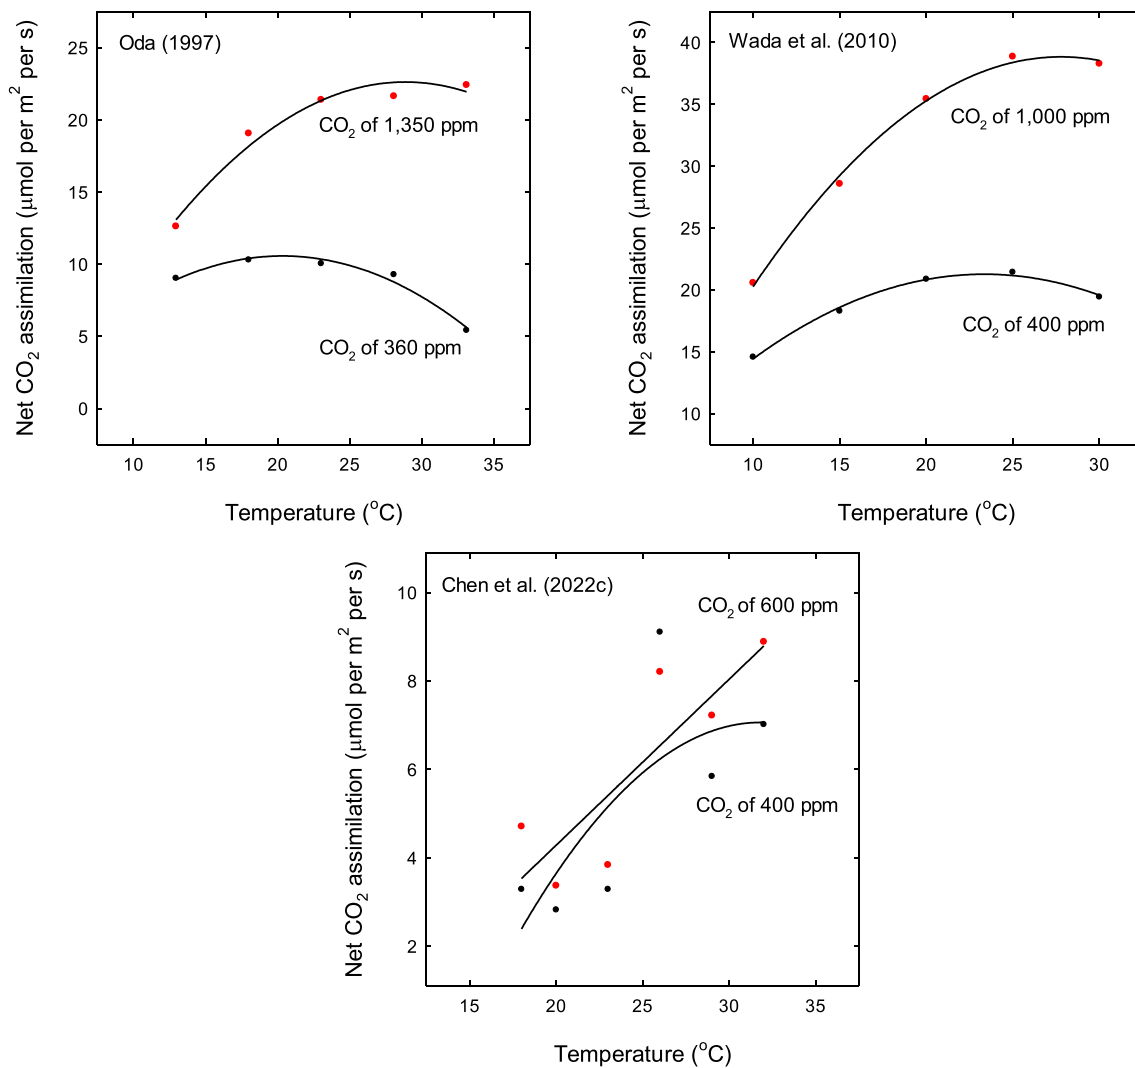 Oda (1997)
Net CO2 assimilation (μmol per m2 per s)
25
20
15
10
5
0
CO2 of 1,350 ppm
CO2 of 360 ppm
10 15 20 25 30 35
Temperature (oC)
Wada et al. (2010)
Net CO2 assimilation (μmol per m2 per s)
40
35
30
25
20
15
10
CO2 of 1,000 ppm
CO2 of 400 ppm
10 15 20 25 30
Temperature (oC)
Chen et al. (2022c)
Net CO2 assimilation (μmol per m2 per s)
10
8
6
4
2
CO2 of 600 ppm
CO2 of 400 ppm
15 20 25 30 35
Temperature (oC)